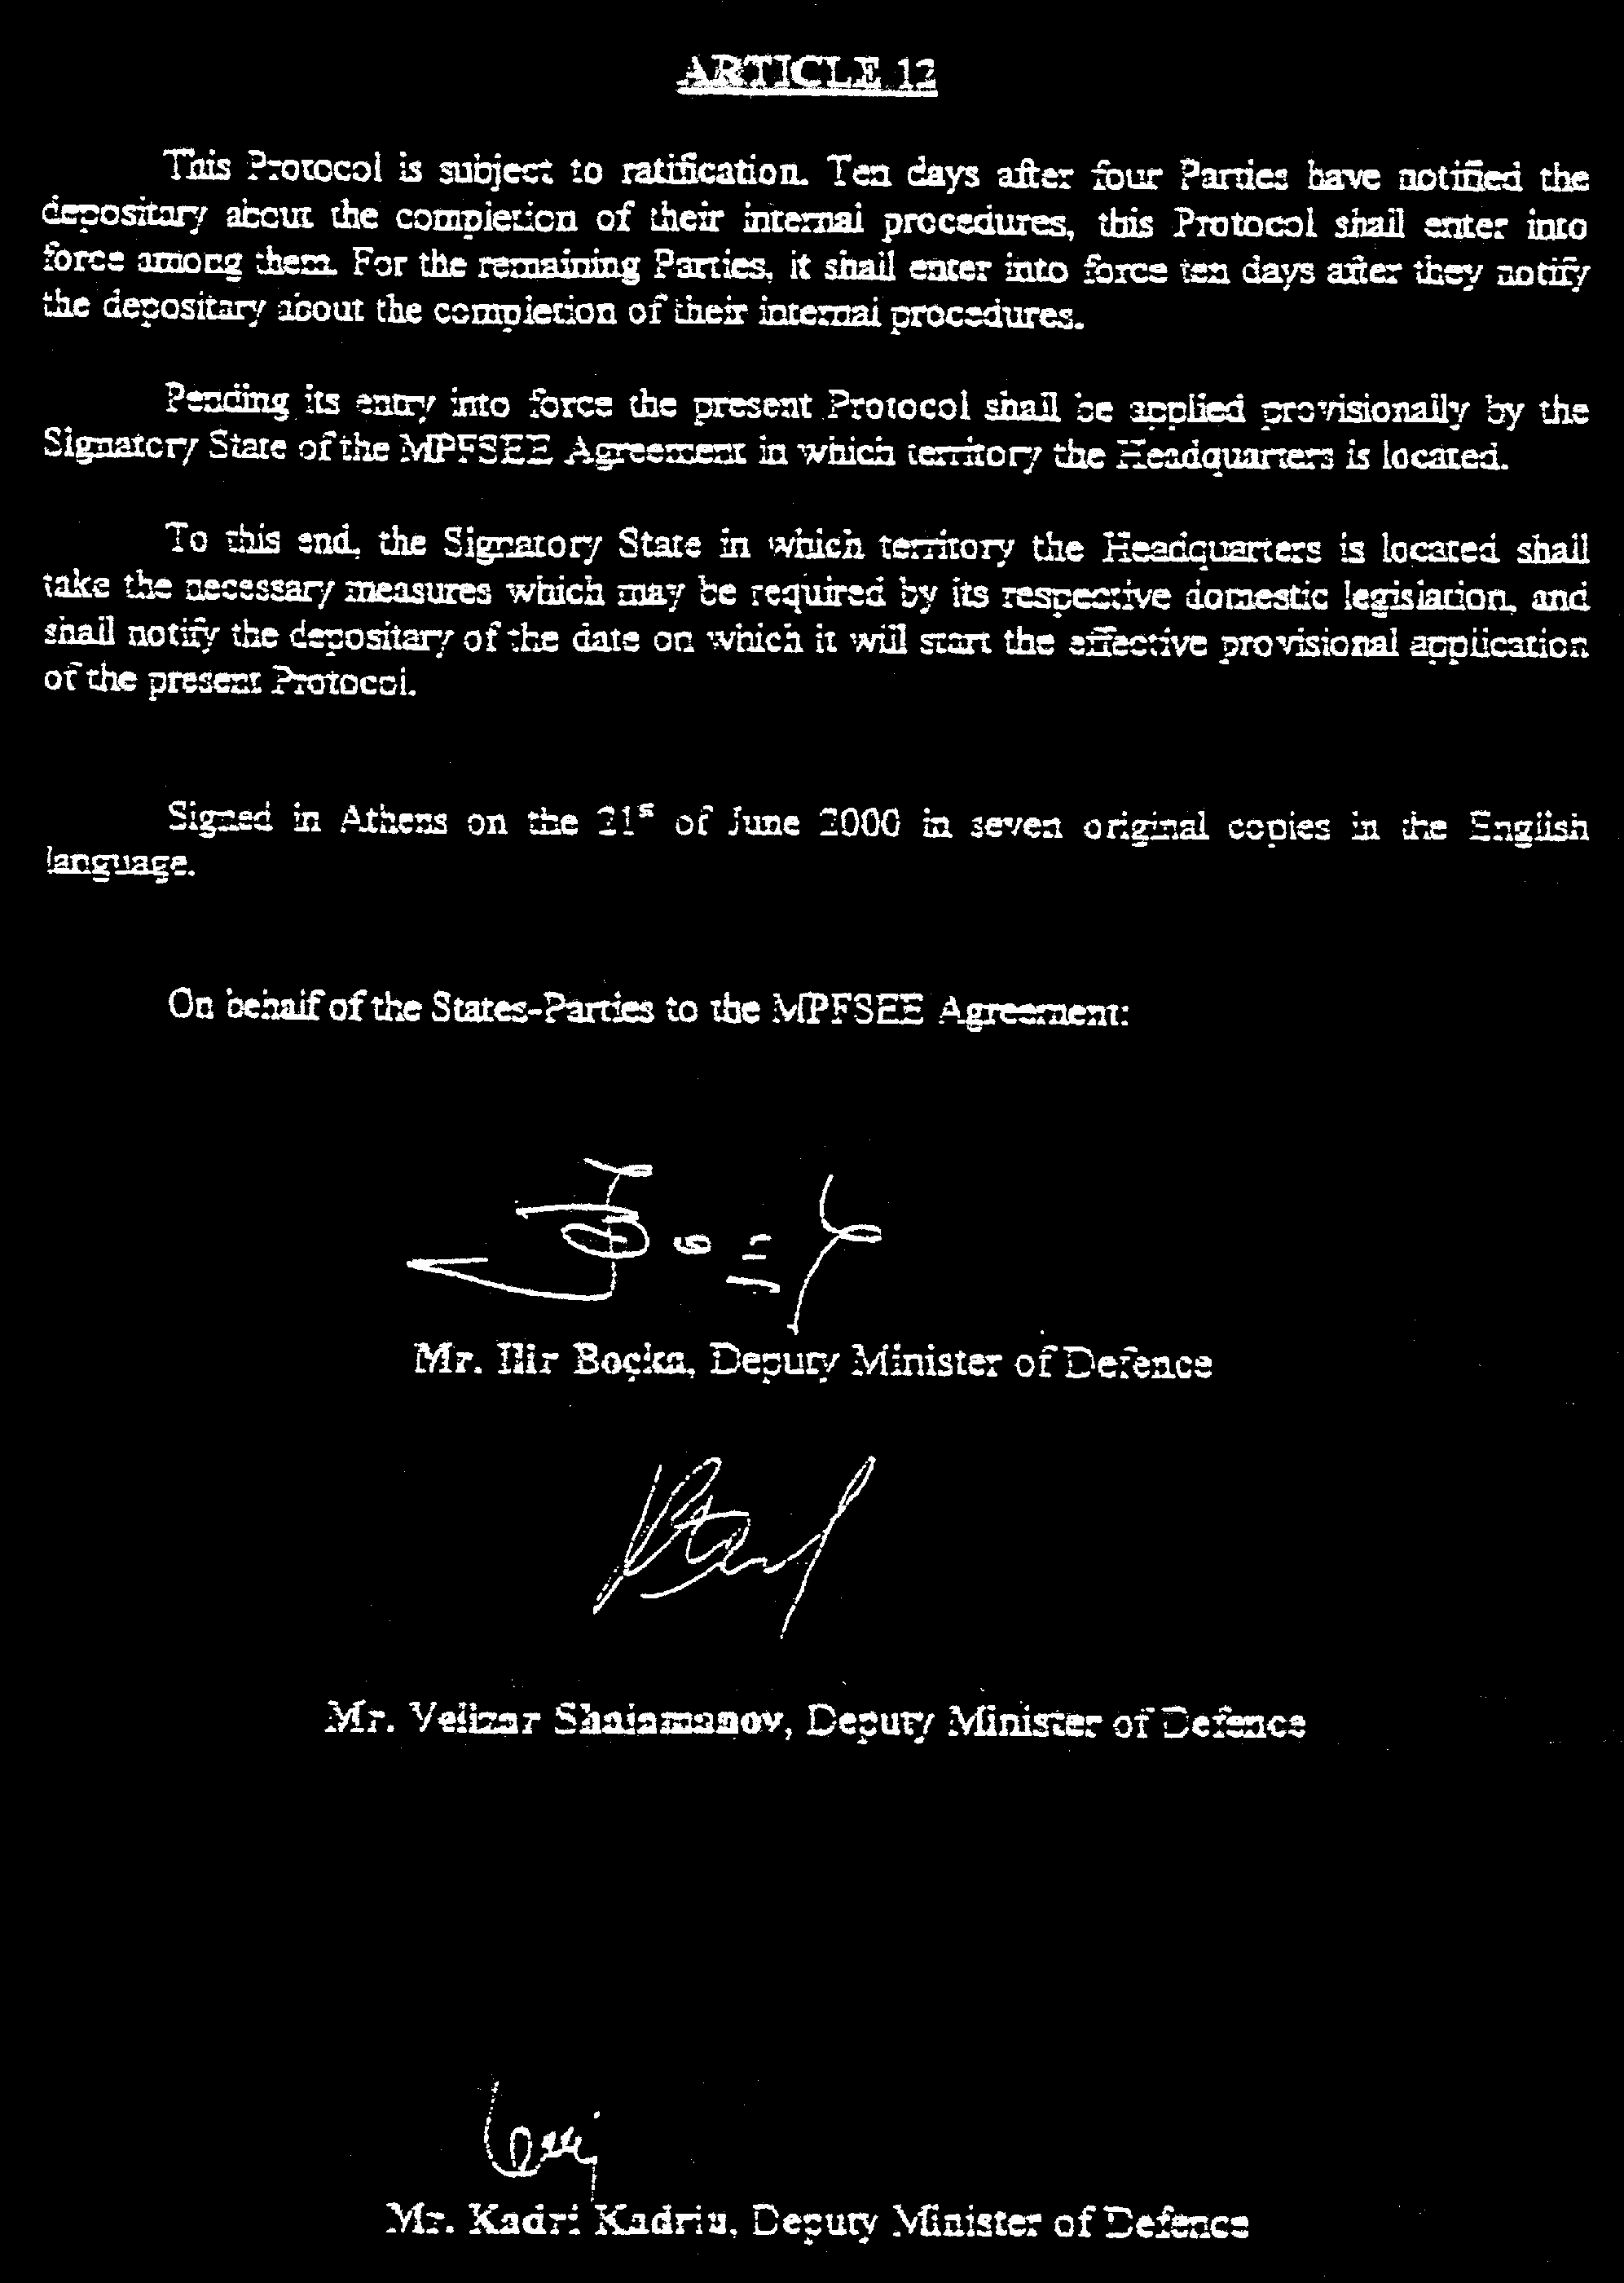 ARTICLE 12
This Protocol is subject to ratification. Ten days after four Parties have notified the
depositary about the completion of their internal procedures, this Protocol shall enter into
force among them. For the remaining Parties, it shall enter into force ten days after they notify
the depositary about the completion of their internal procedures.
Pending its entry into force the present Protocol shall be applied provisionally by the
Signatory State of the MPFSEE Agreement in which territory the Headquarters is located.
To this end, the Signatory State in which territory the Headquarters is located shall
take the necessary measures which may be required by its respective domestic legislation, and
shall notify the depositary of the date on which it will start the effective provisional application
of the present Protocol.
Signed in Athens on the 21st of June 2000 in seven original copies in the English
language.
On behalf of the States-Parties to the MPFSEE Agreement:
Mr. Ilir Boçka, Deputy Minister of Defence
Mr. Velizar Shalamanov, Deputy Minister of Defence
Mr. Kadri Kadriu, Deputy Minister of Defence